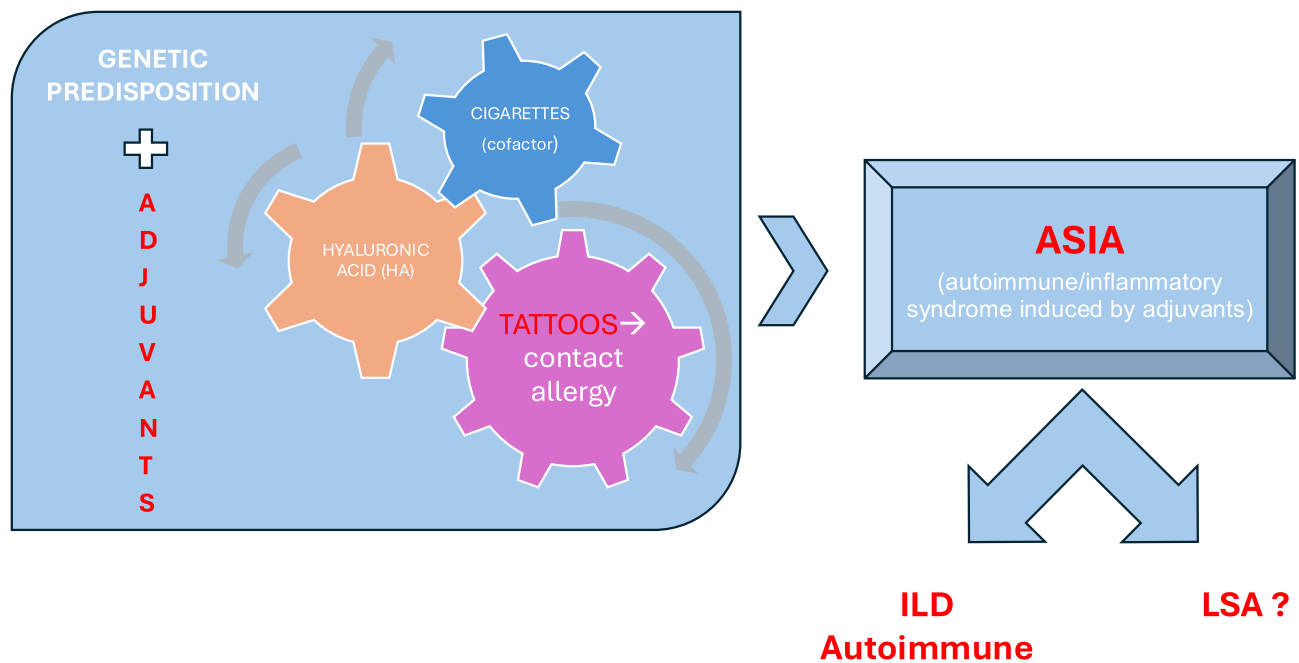 GENETIC
PREDISPOSITION
A
D
J
U
V
A
N
T
S
CIGARETTES
(cofactor)
HYALURONIC
ACID (HA)
TATTOOS→
contact
allergy
ASIA
(autoimmune/inflammatory
syndrome induced by adjuvants)
ILD
Autoimmune
LSA ?